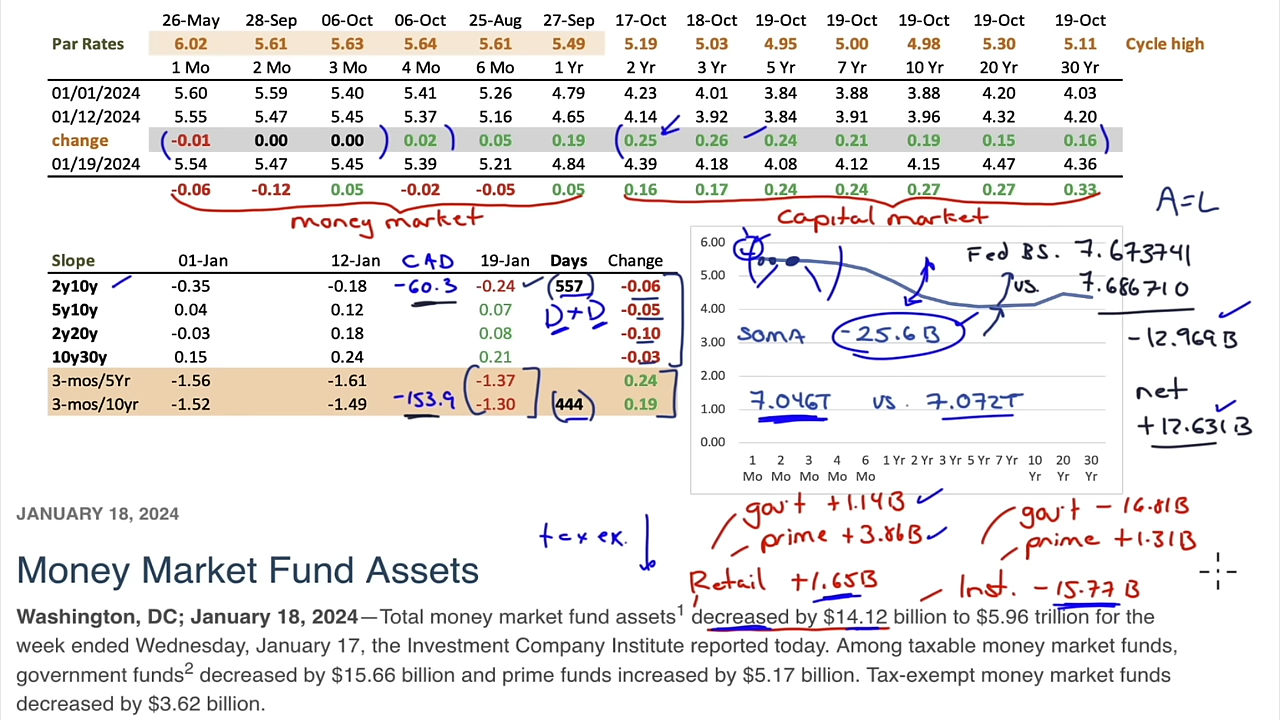 26-May 28-Sep 06-Oct 06-Oct 25-Aug 27-Sep 17-Oct 18-Oct 19-Oct 19-Oct 19-Oct 19-Oct 19-Oct
Par Rates 6.02 5.61 5.63 5.64 5.61 5.49 5.19 5.03 4.95 5.00 4.98 5.30 5.11 Cycle high
1 Mo 2 Mo 3 Mo 4 Mo 6 Mo 1 Yr 2 Yr 3 Yr 5 Yr 7 Yr 10 Yr 20 Yr 30 Yr
01/01/2024 5.60 5.59 5.40 5.41 5.26 4.79 4.23 4.01 3.84 3.88 3.88 4.20 4.03
01/12/2024 5.55 5.47 5.45 5.37 5.16 4.65 4.14 3.92 3.84 3.91 3.96 4.32 4.20
change (-0.01 0.00 0.00 ) 0.02 ) 0.05 0.19 (0.25 0.26 0.24 0.21 0.19 0.15 0.16)
01/19/2024 5.54 5.47 5.45 5.39 5.21 4.84 4.39 4.18 4.08 4.12 4.15 4.47 4.36
-0.06 -0.12 0.05 -0.02 -0.05 0.05 0.16 0.17 0.24 0.24 0.27 0.27 0.33
money market capital market A=L
Slope 01-Jan 12-Jan CAD 19-Jan Days Change
2y10y -0.35 -0.18 -60.3 -0.24 (557) -0.06
5y10y 0.04 0.12 0.07 D+D -0.05
2y20y -0.03 0.18 0.08 -0.10
10y30y 0.15 0.24 0.21 -0.03
3-mos/5Yr -1.56 -1.61 -1.37 0.24
3-mos/10yr -1.52 -1.49 -153.9 -1.30 444 0.19
6.00 Fed BS. 7.673741
5.00 vs. 7.686710
4.00
3.00 SOMA -25.6 B -12.969 B
2.00
1.00 7.046T vs. 7.072T
0.00
net
+12.631 B
1 Mo 2 Mo 3 Mo 4 Mo 6 Mo 1 Yr 2 Yr 3 Yr 5 Yr 7 Yr 10 Yr 20 Yr 30 Yr
JANUARY 18, 2024
tax ex. gov't +1.14B gov't - 16.81B
prime + 3.86B prime +1.31B
Retail +1.65B Inst. -15.77 B
Money Market Fund Assets
Washington, DC; January 18, 2024—Total money market fund assets1 decreased by $14.12 billion to $5.96 trillion for the
week ended Wednesday, January 17, the Investment Company Institute reported today. Among taxable money market funds,
government funds2 decreased by $15.66 billion and prime funds increased by $5.17 billion. Tax-exempt money market funds
decreased by $3.62 billion.